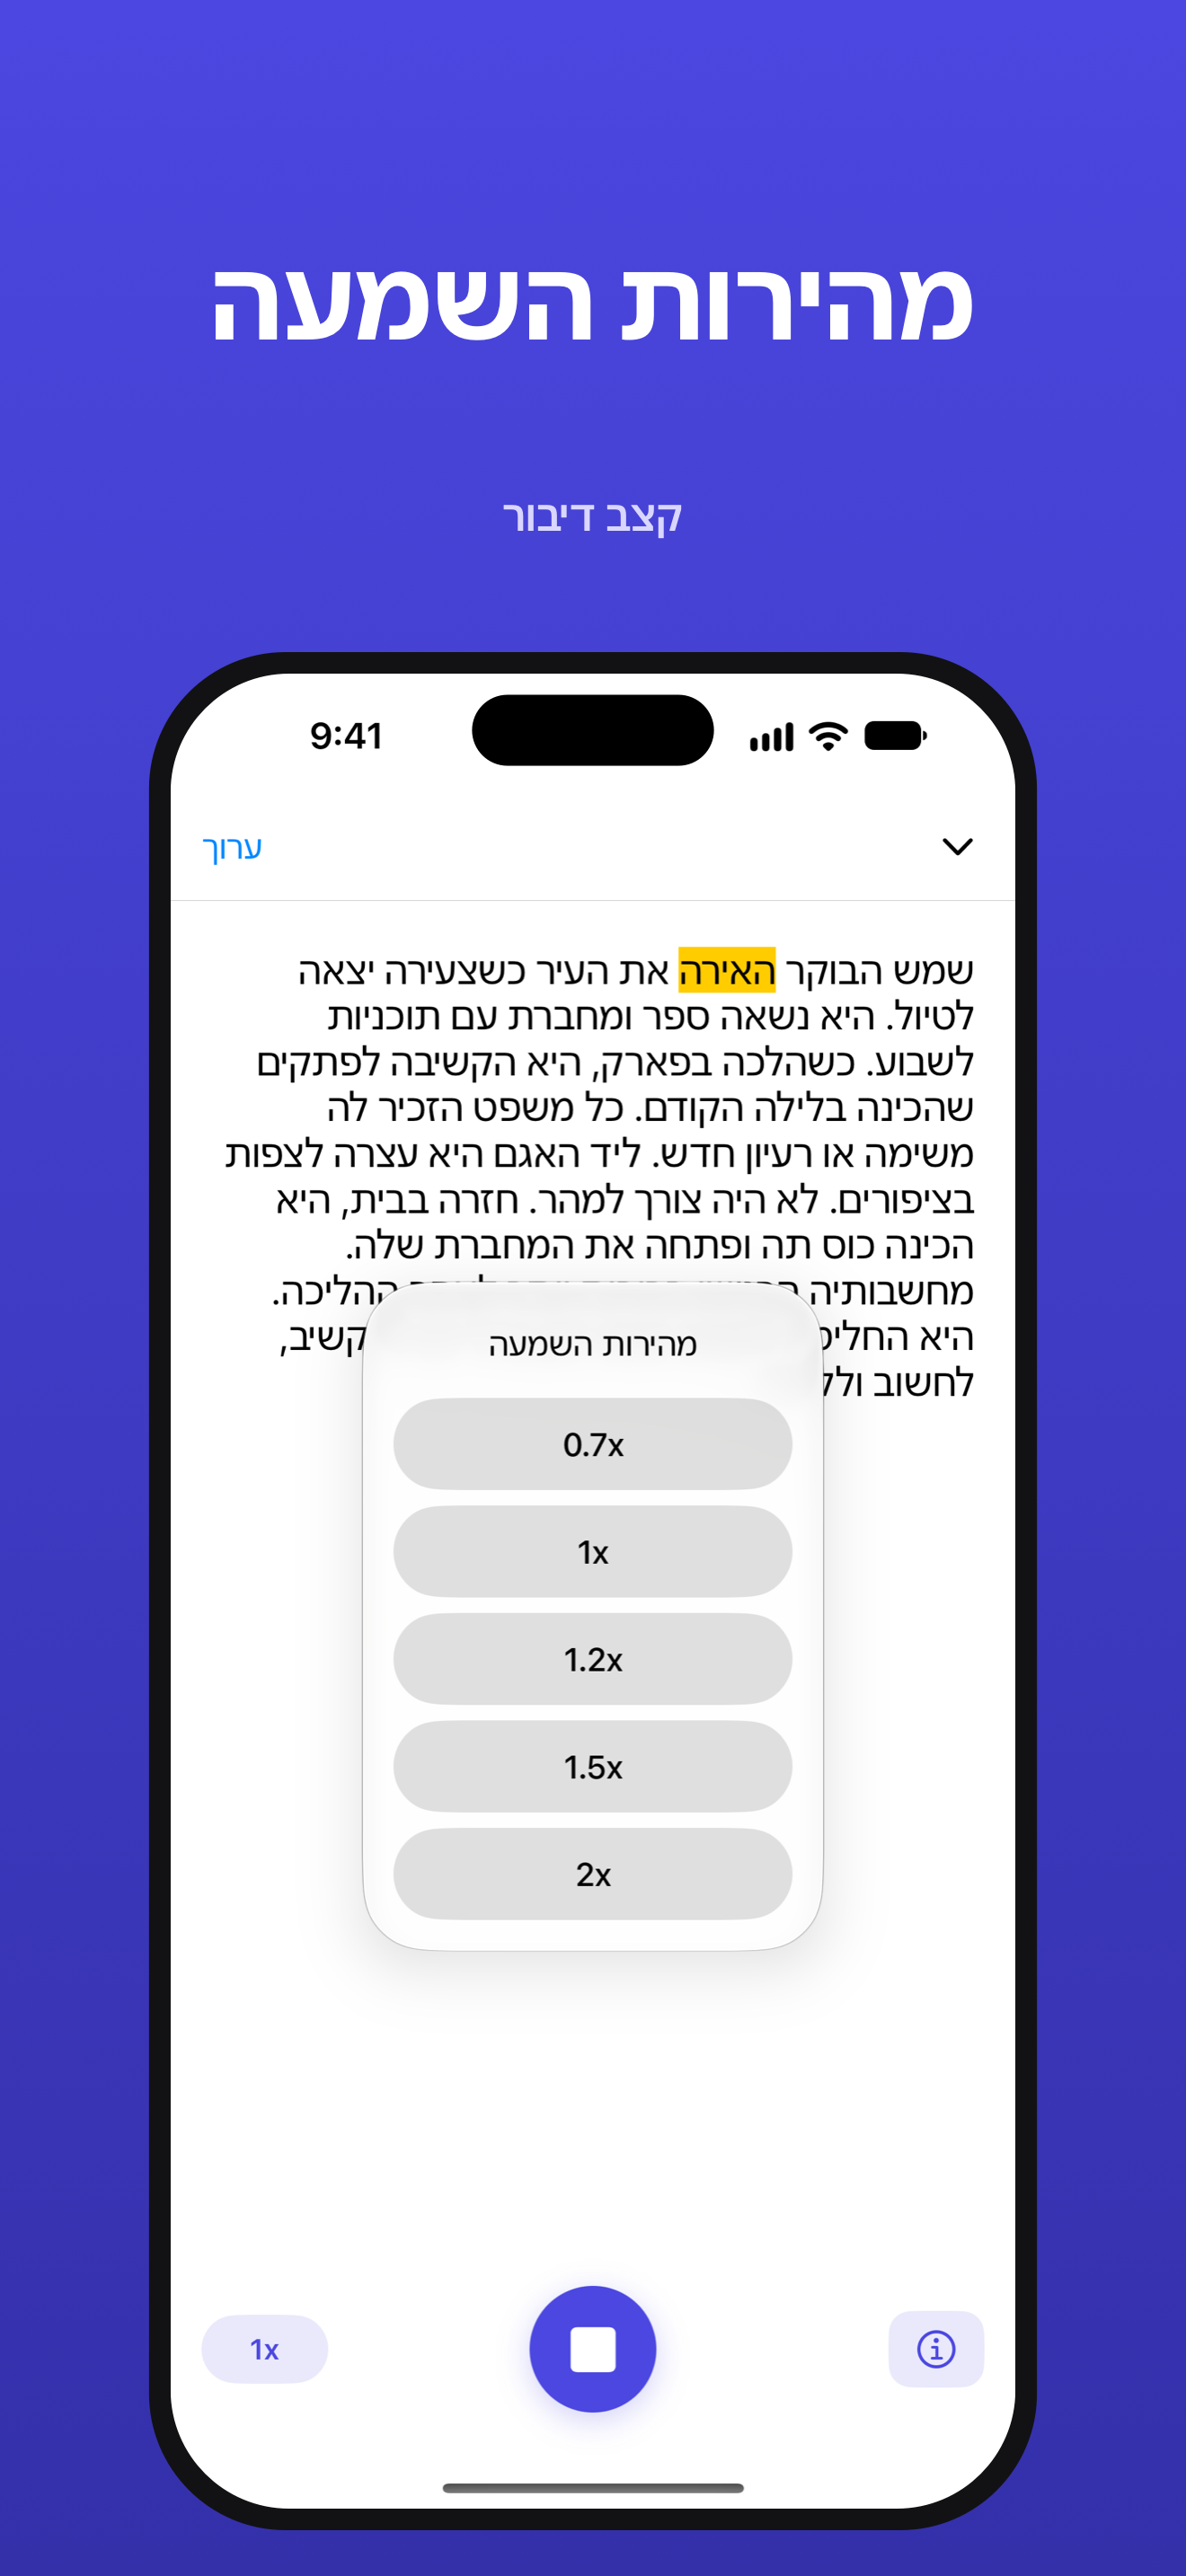 מהירות השמעה
קצב דיבור
9:41
ערוך
שמש הבוקר האירה את העיר כשצעירה יצאה
לטיול. היא נשאה ספר ומחברת עם תוכניות
לשבוע. כשהלכה בפארק, היא הקשיבה לפתקים
שהכינה בלילה הקודם. כל משפט הזכיר לה
משימה או רעיון חדש. ליד האגם היא עצרה לצפות
בציפורים. לא היה צורך למהר. חזרה בבית, היא
הכינה כוס תה ופתחה את המחברת שלה.
מחשבותיה ההליכה.
היא
לחשוב
מהירות השמעה
0.7x
1x
1.2x
1.5x
2x
1x